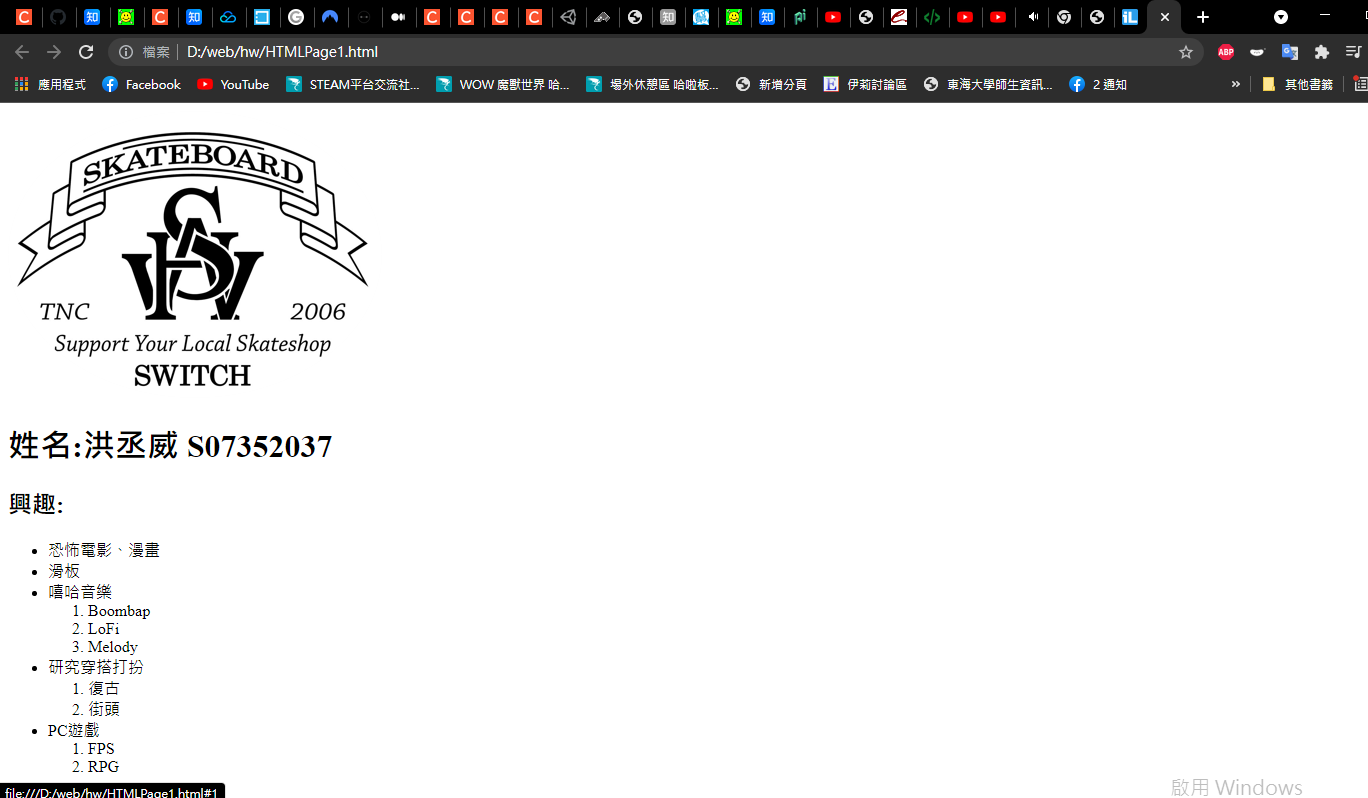 檔案 | D:/web/hw/HTMLPage1.html
ABP
應用程式 Facebook YouTube STEAM平台交流社... WOW 魔獸世界 哈... 場外休憩區 哈啦板... 新增分頁 伊莉討論區 東海大學師生資訊... 2 通知 » 其他書籤
SKATEBOARD
SHW
TNC 2006
Support Your Local Skateshop
SWITCH
姓名:洪丞威 S07352037
興趣:
• 恐怖電影、漫畫
• 滑板
• 嘻哈音樂
1. Boombap
2. LoFi
3. Melody
• 研究穿搭打扮
1. 復古
2. 街頭
• PC遊戲
1. FPS
2. RPG
file:///D:/web/hw/HTMLPage1.html#1
啟用 Windows